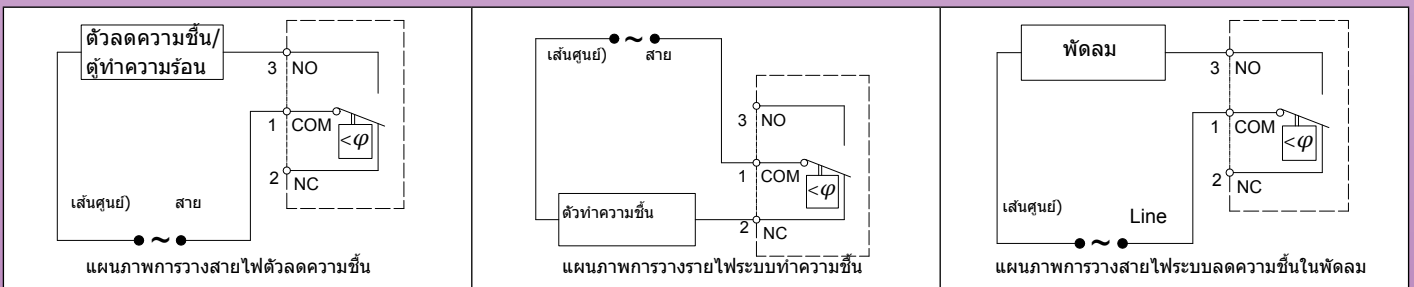 ตัวลดความชื้น/
ตู้ทำความร้อน
3 NO
1 COM
<φ
2 NC
เส้นศูนย์) ~ สาย
แผนภาพการวางสายไฟตัวลดความชื้น
เส้นศูนย์) ~ สาย
3 NO
1 COM
<φ
ตัวทำความชื้น
2 NC
แผนภาพการวางรายไฟระบบทำความชื้น
พัดลม
3 NO
1 COM
<φ
2 NC
เส้นศูนย์) ~ Line
แผนภาพการวางสายไฟระบบลดความชื้นในพัดลม